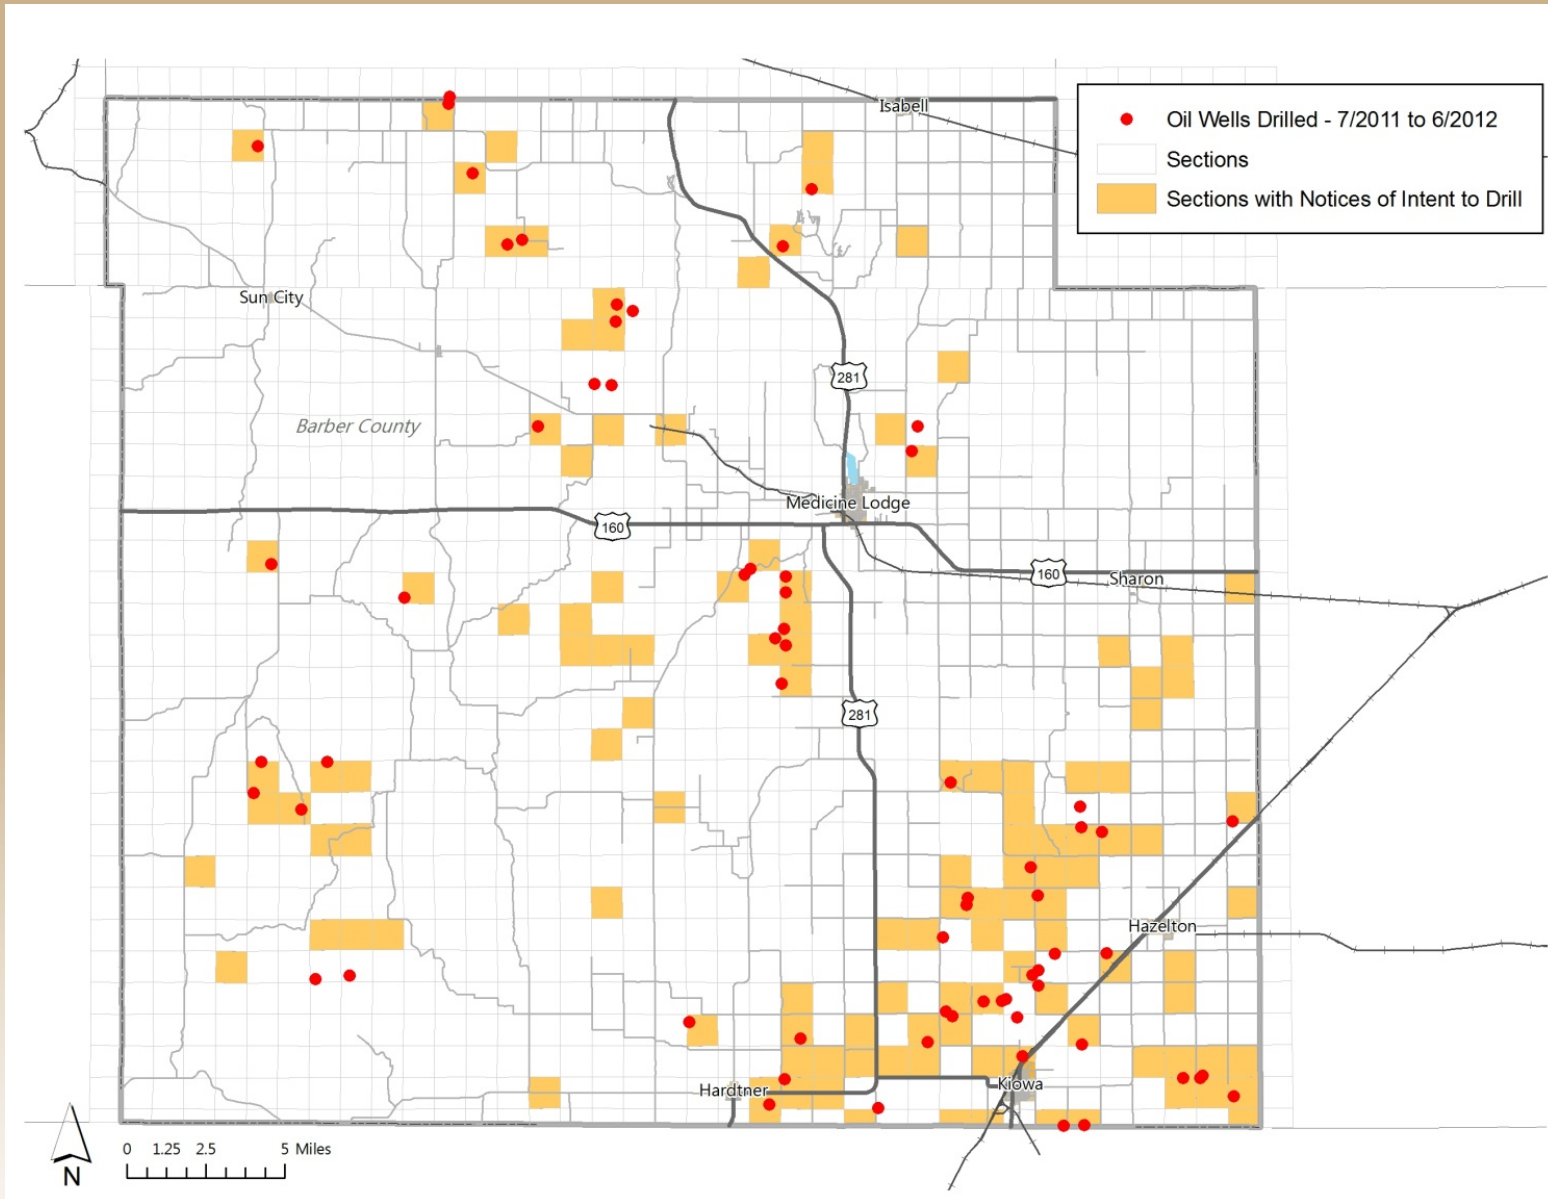 Isabell
Oil Wells Drilled - 7/2011 to 6/2012
Sections
Sections with Notices of Intent to Drill
Sun City
281
Barber County
Medicine Lodge
160
160
Sharon
281
Hazelton
Kiowa
Hardtner
N
0 1.25 2.5 5 Miles